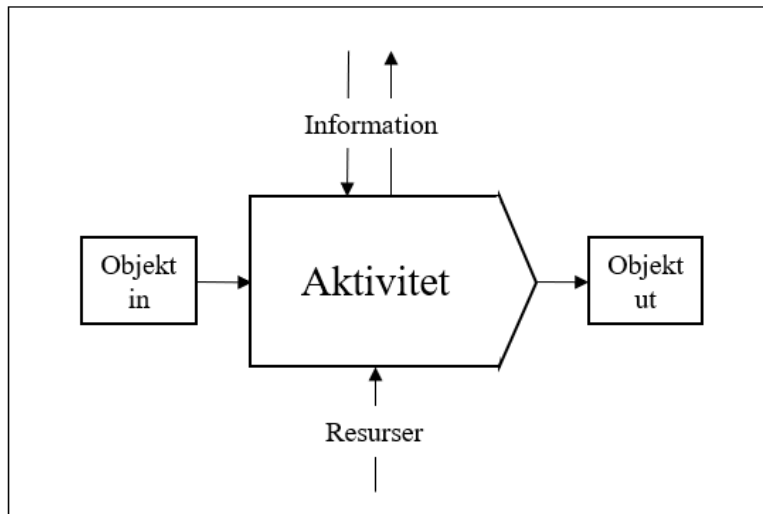 Information
Objekt
in
Aktivitet
Objekt
ut
Resurser